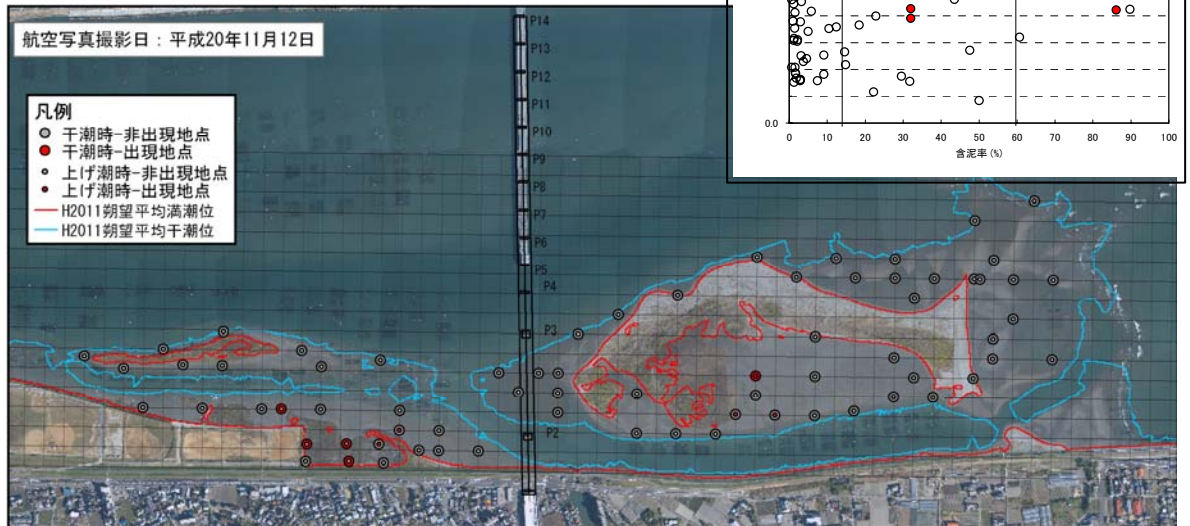 航空写真撮影日：平成20年11月12日
凡例
干潮時-非出現地点
干潮時-出現地点
上げ潮時-非出現地点
上げ潮時-出現地点
H2011朔望平均満潮位
H2011朔望平均干潮位
P14
P13
P12
P11
P10
P9
P8
P7
P6
P5
P4
P3
P2
0.0
0 10 20 30 40 50 60 70 80 90 100
含泥率(%)